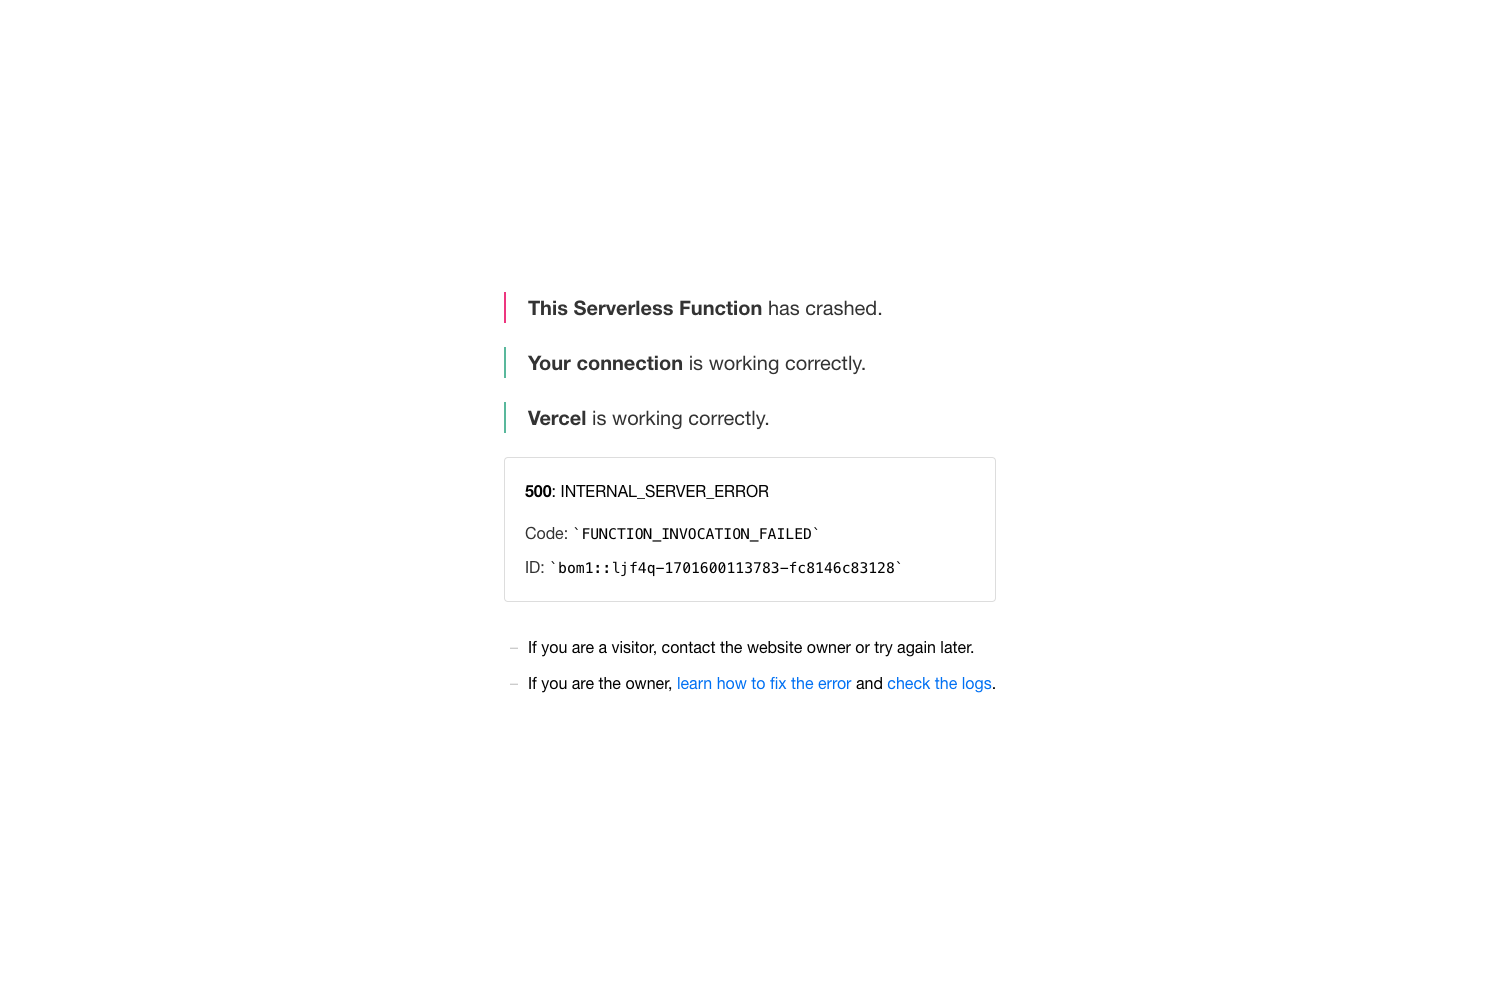 This Serverless Function has crashed.
Your connection is working correctly.
Vercel is working correctly.
500: INTERNAL_SERVER_ERROR
Code: `FUNCTION_INVOCATION_FAILED`
ID: `bom1::ljf4q-1701600113783-fc8146c83128`
– If you are a visitor, contact the website owner or try again later.
– If you are the owner, learn how to fix the error and check the logs.